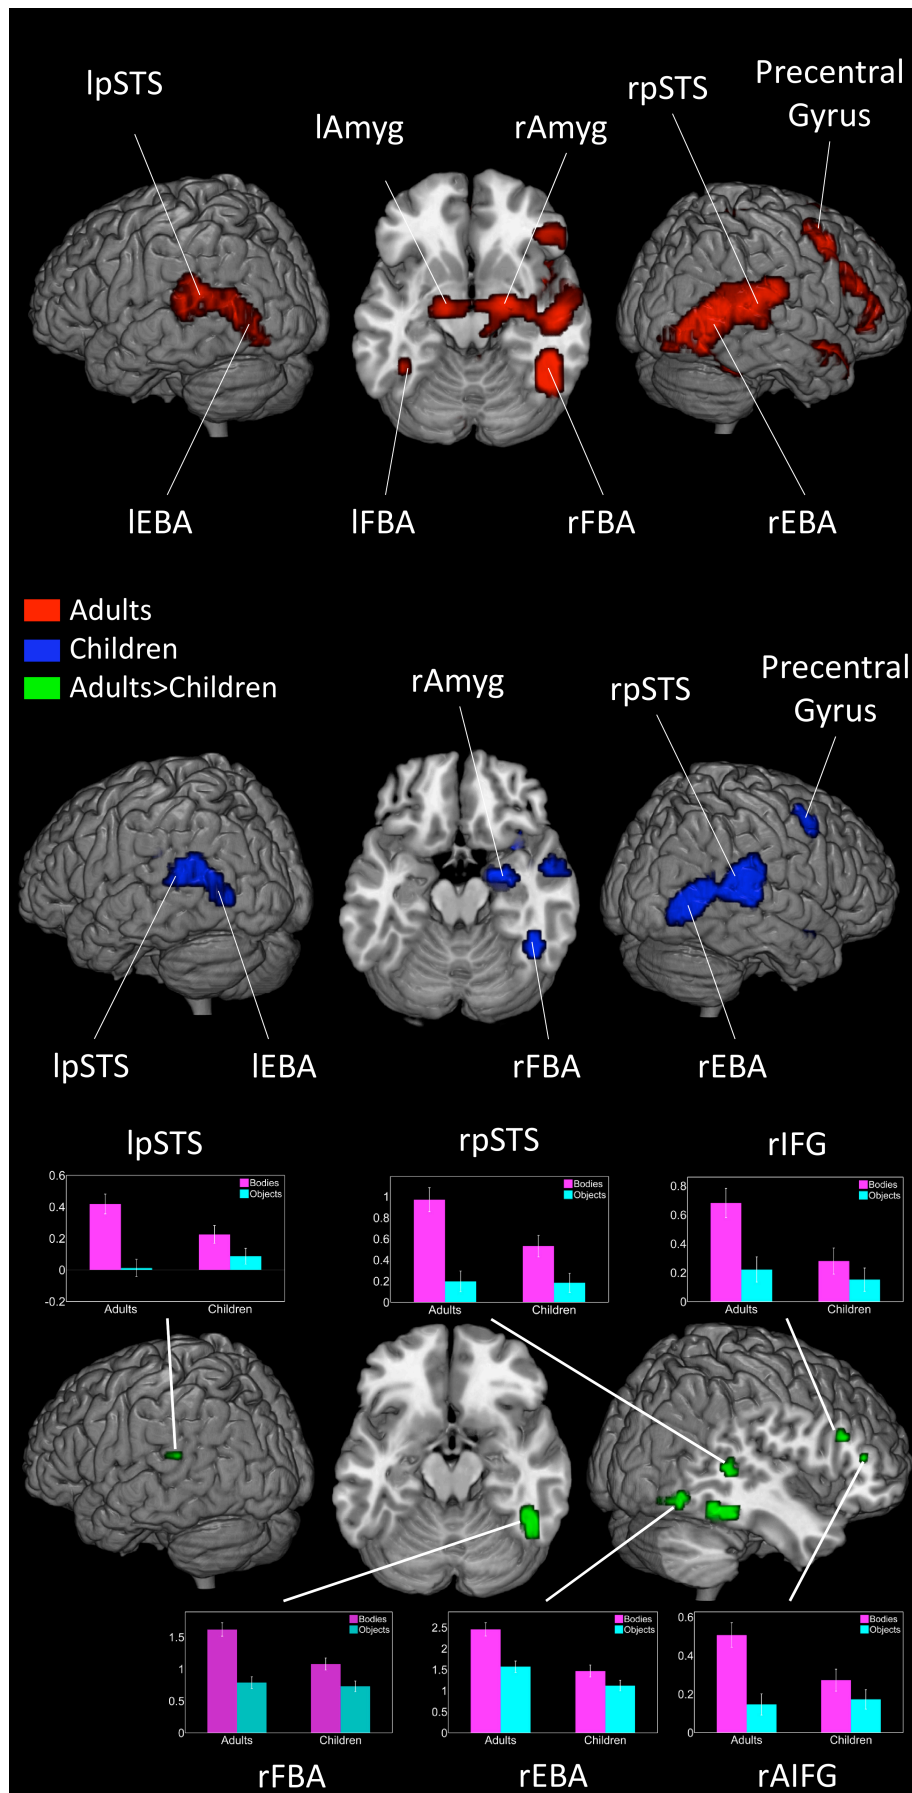 lpSTS
lAmyg
rAmyg
rpSTS
Precentral
Gyrus
lEBA
lFBA
rFBA
rEBA
Adults
Children
Adults>Children
rAmyg
rpSTS
Precentral
Gyrus
lpSTS
lEBA
rFBA
rEBA
lpSTS
rpSTS
rIFG
0.6
0.4
0.2
0
-0.2
Bodies
Objects
Adults
Children
1
0.8
0.6
0.4
0.2
0
Bodies
Objects
Adults
Children
0.8
0.6
0.4
0.2
0
Bodies
Objects
Adults
Children
1.5
1
0.5
0
Bodies
Objects
Adults
Children
2.5
2
1.5
1
0.5
0
Bodies
Objects
Adults
Children
0.6
0.4
0.2
0
Bodies
Objects
Adults
Children
rFBA
rEBA
rAIFG